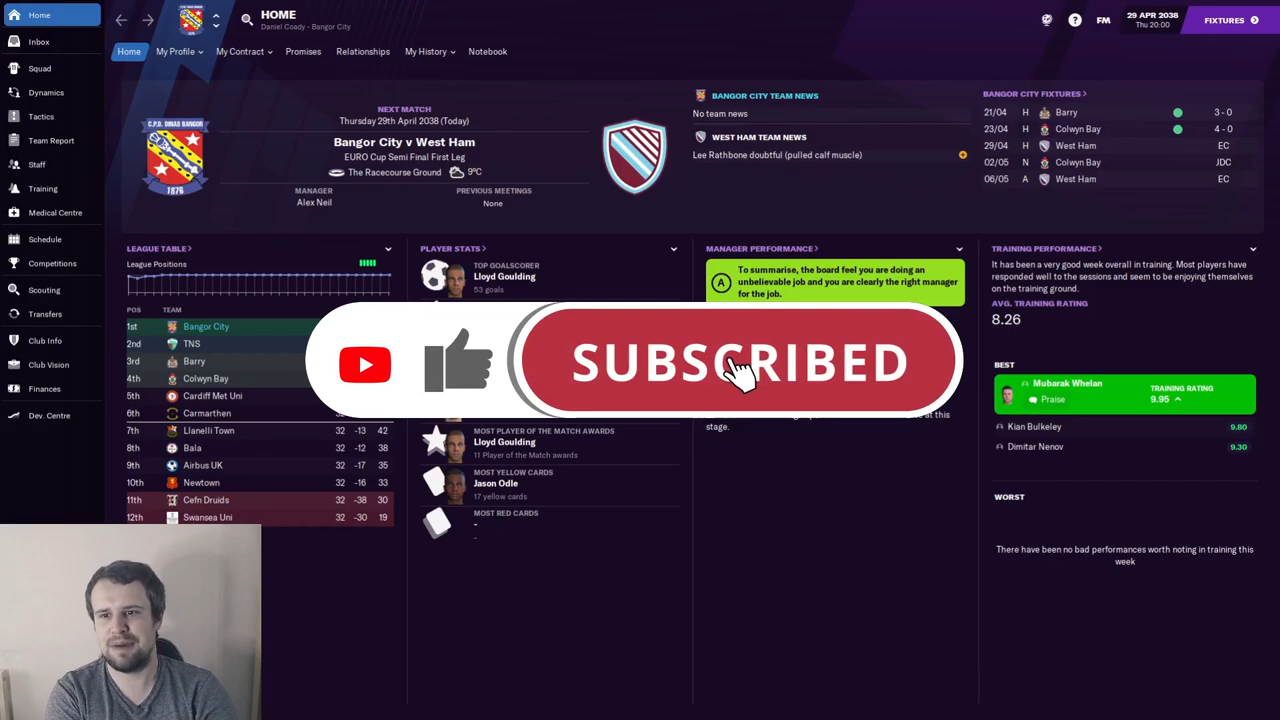 Home
Inbox
Squad
Dynamics
Tactics
Team Report
Staff
Training
Medical Centre
Schedule
Competitions
Scouting
Transfers
Club Info
Club Vision
Finances
Dev. Centre
HOME
Daniel Coady - Bangor City
?
FM
29 APR 2038
Thu 20:00
FIXTURES
Home
My Profile
My Contract
Promises
Relationships
My History
Notebook
C.P.D. DINAS BANGOR
1876
NEXT MATCH
Thursday 29th April 2038 (Today)
Bangor City v West Ham
EURO Cup Semi Final First Leg
The Racecourse Ground
9°C
MANAGER
Alex Neil
PREVIOUS MEETINGS
None
BANGOR CITY TEAM NEWS
No team news
WEST HAM TEAM NEWS
Lee Rathbone doubtful (pulled calf muscle)
BANGOR CITY FIXTURES
21/04 H Barry 3 - 0
23/04 H Colwyn Bay 4 - 0
29/04 H West Ham EC
02/05 N Colwyn Bay JDC
06/05 A West Ham EC
LEAGUE TABLE
League Positions
POS TEAM
1st Bangor City
2nd TNS
3rd Barry
4th Colwyn Bay
5th Cardiff Met Uni
6th Carmarthen
7th Llanelli Town 32 -13 42
8th Bala 32 -12 38
9th Airbus UK 32 -17 35
10th Newtown 32 -16 33
11th Cefn Druids 32 -38 30
12th Swansea Uni 32 -30 19
PLAYER STATS
TOP GOALSCORER
Lloyd Goulding
53 goals
MOST PLAYER OF THE MATCH AWARDS
Lloyd Goulding
11 Player of the Match awards
MOST YELLOW CARDS
Jason Odle
17 yellow cards
MOST RED CARDS
-
-
MANAGER PERFORMANCE
A
To summarise, the board feel you are doing an
unbelievable job and you are clearly the right manager
for the job.
at this
stage.
SUBSCRIBED
TRAINING PERFORMANCE
It has been a very good week overall in training. Most players have
responded well to the sessions and seem to be enjoying themselves
on the training ground.
AVG. TRAINING RATING
8.26
BEST
Mubarak Whelan
Praise
TRAINING RATING
9.95
Kian Bulkeley 9.80
Dimitar Nenov 9.30
WORST
There have been no bad performances worth noting in training this
week